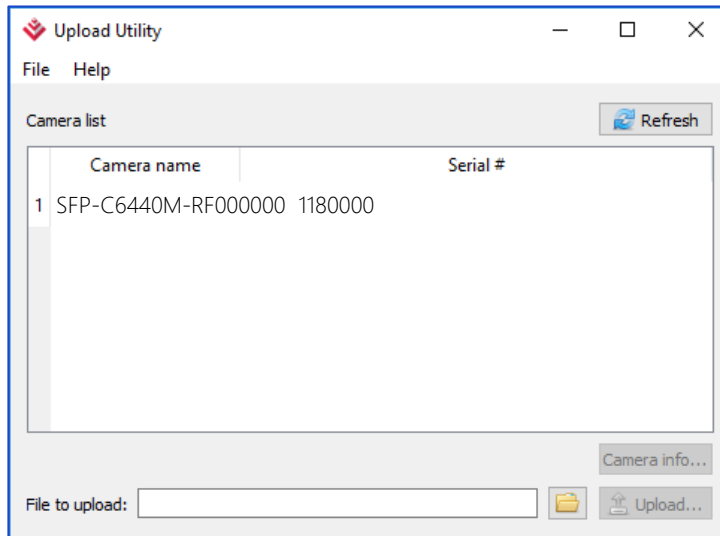 Upload Utility
File Help
Camera list Refresh
Camera name Serial #
1 SFP-C6440M-RF000000 1180000
Camera info...
File to upload: Upload...